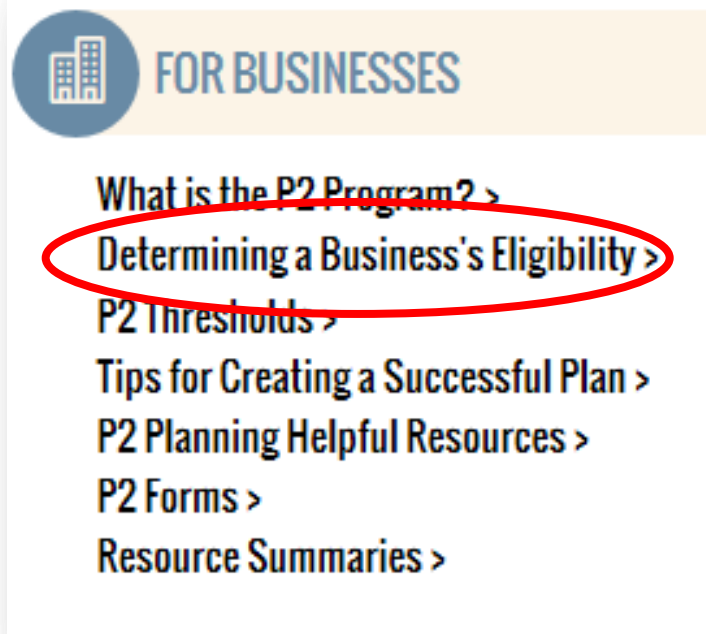 FOR BUSINESSES
What is the P2 Program? >
Determining a Business's Eligibility >
P2 Thresholds >
Tips for Creating a Successful Plan >
P2 Planning Helpful Resources >
P2 Forms >
Resource Summaries >